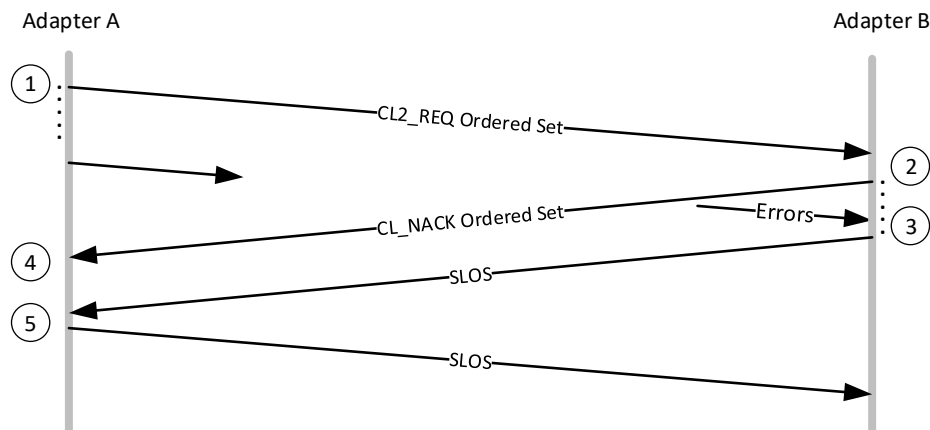 Adapter A
Adapter B
1
CL2_REQ Ordered Set
2
CL_NACK Ordered Set
Errors
3
4
SLOS
5
SLOS